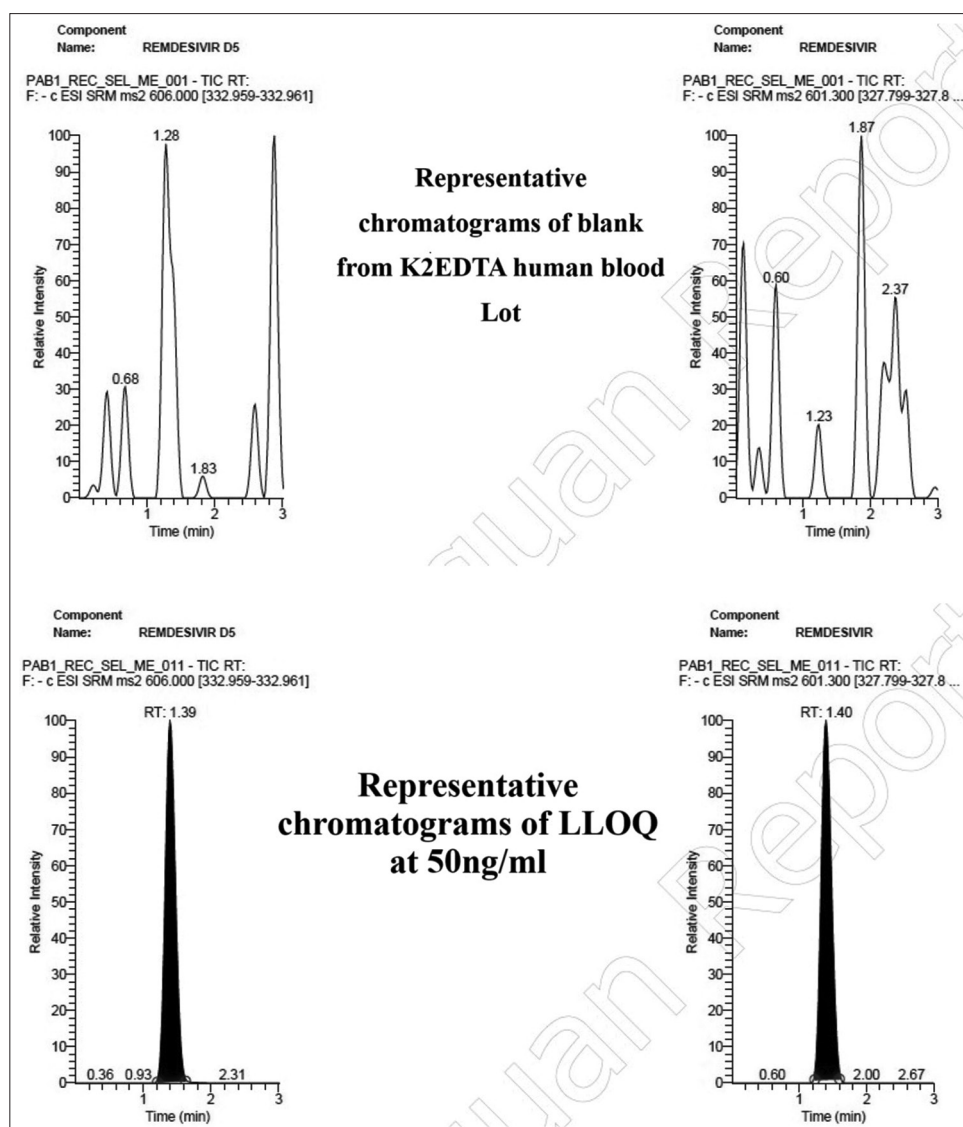 Component
Name: REMDESIVIR D5
PAB1_REC_SEL_ME_001 - TIC RT:
F: - c ESI SRM ms2 606.000 [332.959-332.961]
100
90
80
70
60
50
40
30
20
10
0
Relative Intensity
1.28
0.68
1.83
1 2 3
Time (min)
Representative
chromatograms of blank
from K2EDTA human blood
Lot
Component
Name: REMDESIVIR
PAB1_REC_SEL_ME_001 - TIC RT:
F: - c ESI SRM ms2 601.300 [327.799-327.8 ...
100
90
80
70
60
50
40
30
20
10
0
Relative Intensity
1.87
0.60
2.37
1.23
1 2 3
Time (min)
Component
Name: REMDESIVIR D5
PAB1_REC_SEL_ME_011 - TIC RT:
F: - c ESI SRM ms2 606.000 [332.959-332.961]
RT: 1.39
100
90
80
70
60
50
40
30
20
10
0
Relative Intensity
0.36 0.93 2.31
1 2 3
Time (min)
Representative
chromatograms of LLOQ
at 50ng/ml
Component
Name: REMDESIVIR
PAB1_REC_SEL_ME_011 - TIC RT:
F: - c ESI SRM ms2 601.300 [327.799-327.8 ...
RT: 1.40
100
90
80
70
60
50
40
30
20
10
0
Relative Intensity
0.60 2.00 2.67
1 2 3
Time (min)
Report